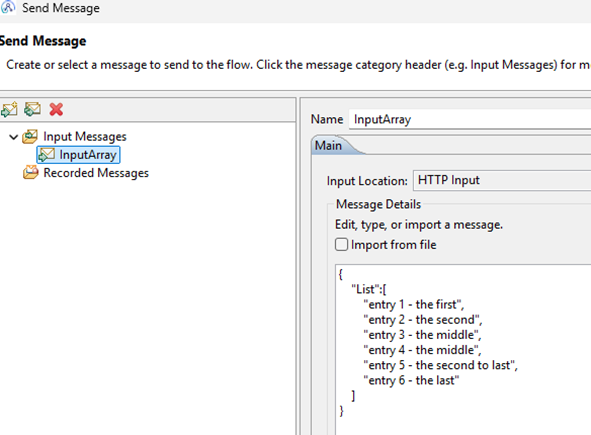 Send Message
Send Message
Create or select a message to send to the flow. Click the message category header (e.g. Input Messages) for m
Input Messages
InputArray
Recorded Messages
Name InputArray
Main
Input Location: HTTP Input
Message Details
Edit, type, or import a message.
Import from file
{
"List":[
"entry 1 - the first",
"entry 2 - the second",
"entry 3 - the middle",
"entry 4 - the middle",
"entry 5 - the second to last",
"entry 6 - the last"
]
}